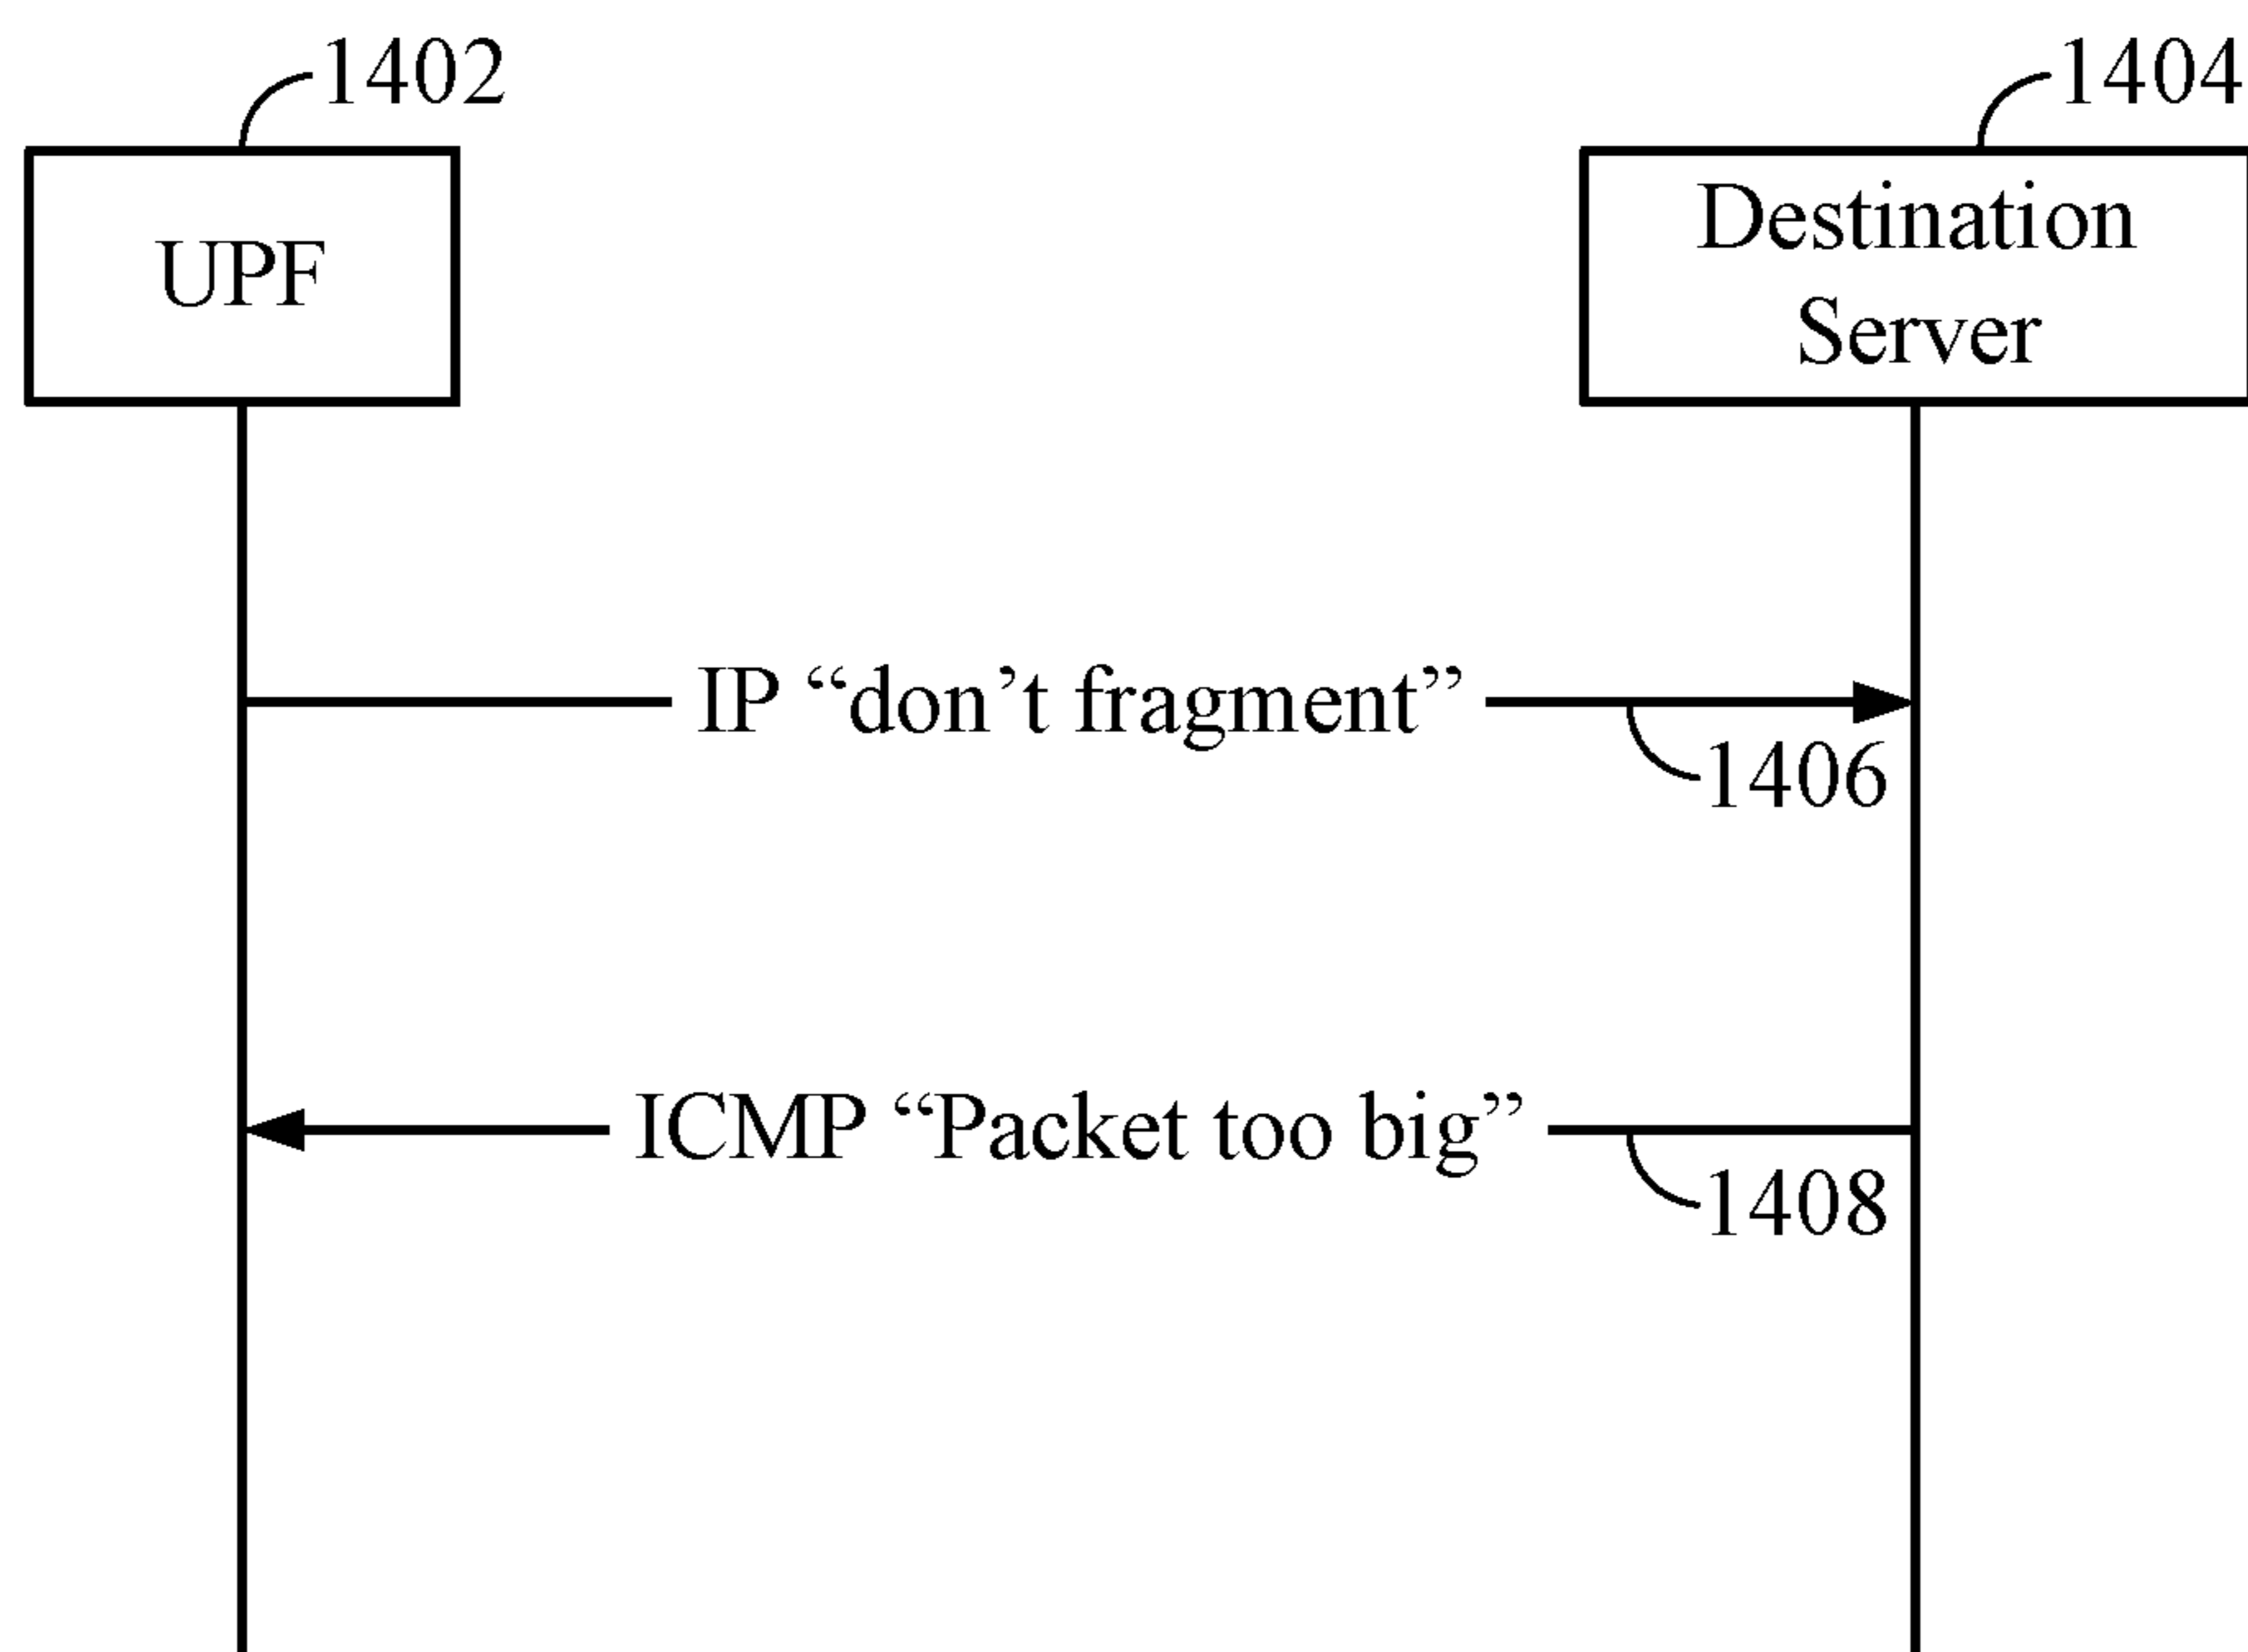 1402
1404
UPF
Destination
Server
IP “don’t fragment”
1406
ICMP “Packet too big”
1408